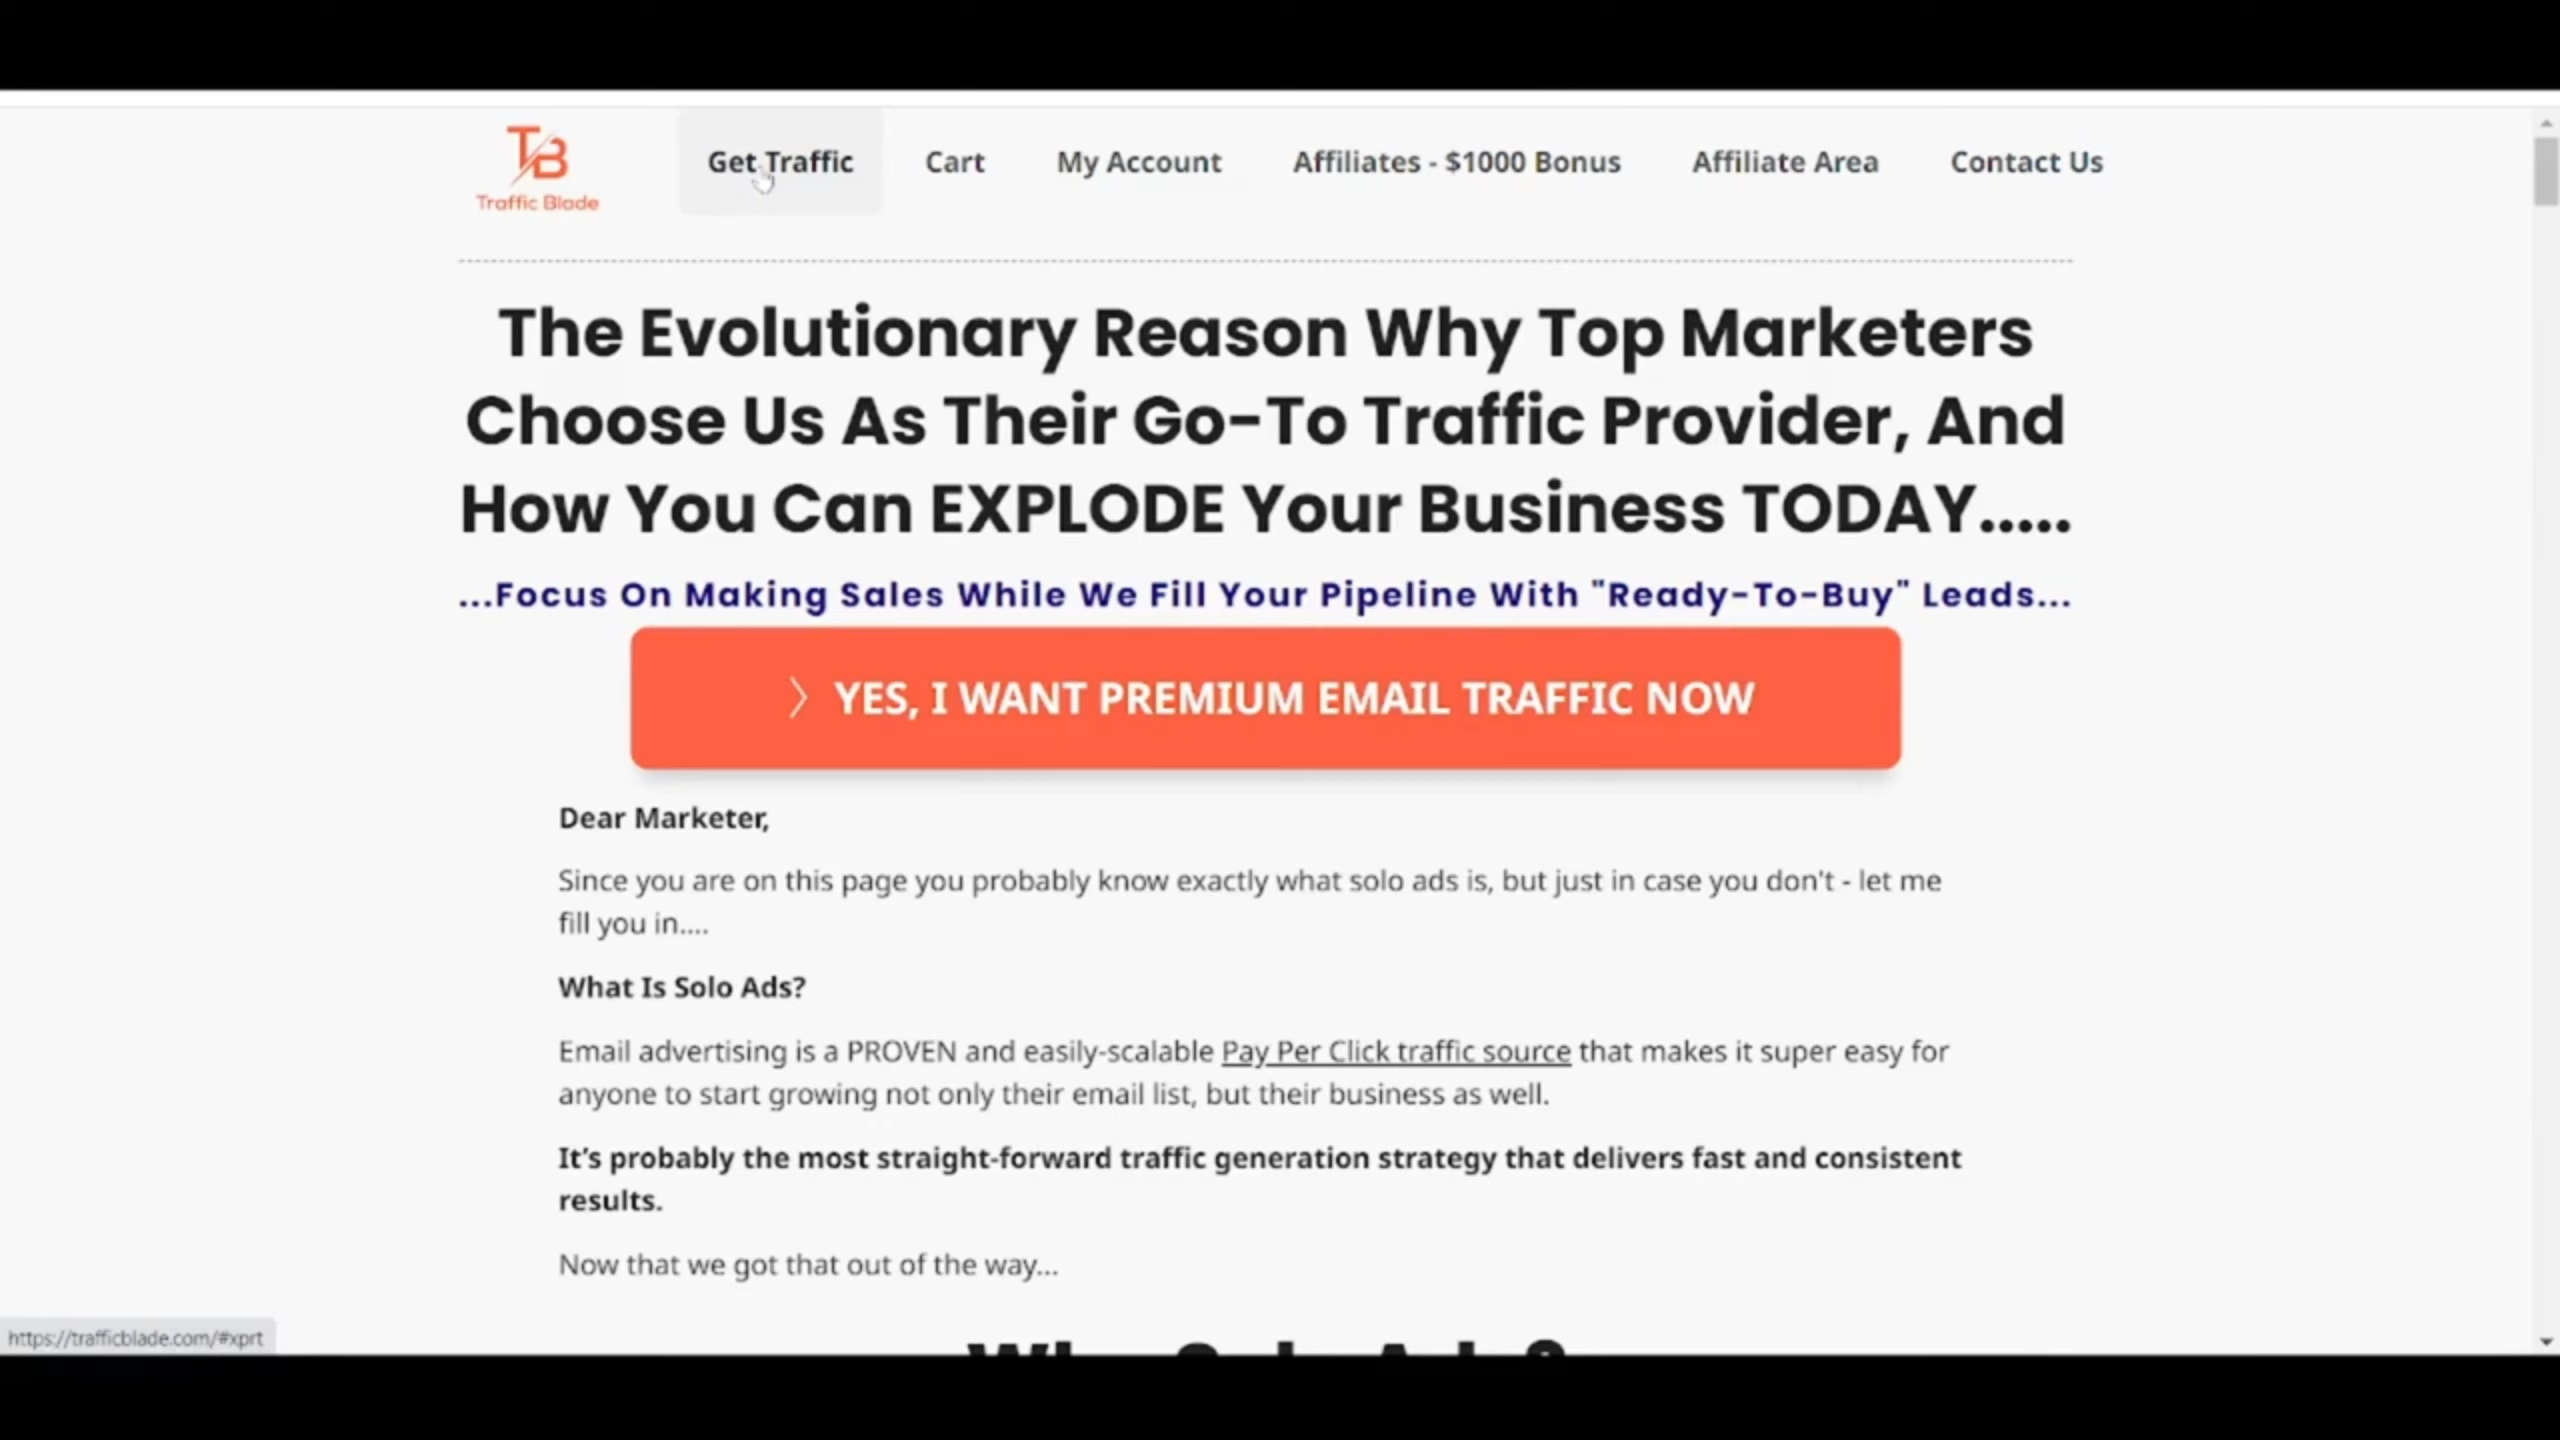 TB
Traffic Blade
Get Traffic
Cart
My Account
Affiliates - $1000 Bonus
Affiliate Area
Contact Us
The Evolutionary Reason Why Top Marketers
Choose Us As Their Go-To Traffic Provider, And
How You Can EXPLODE Your Business TODAY.....
...Focus On Making Sales While We Fill Your Pipeline With "Ready-To-Buy" Leads...
YES, I WANT PREMIUM EMAIL TRAFFIC NOW
Dear Marketer,
Since you are on this page you probably know exactly what solo ads is, but just in case you don't - let me
fill you in....
What Is Solo Ads?
Email advertising is a PROVEN and easily-scalable Pay Per Click traffic source that makes it super easy for
anyone to start growing not only their email list, but their business as well.
It's probably the most straight-forward traffic generation strategy that delivers fast and consistent
results.
Now that we got that out of the way...
https://trafficblade.com/#xprt